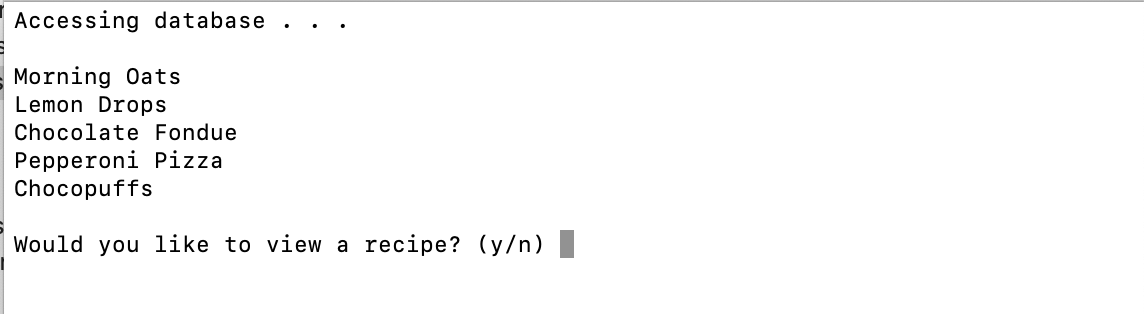 Accessing database . . .
Morning Oats
Lemon Drops
Chocolate Fondue
Pepperoni Pizza
Chocopuffs
Would you like to view a recipe? (y/n)